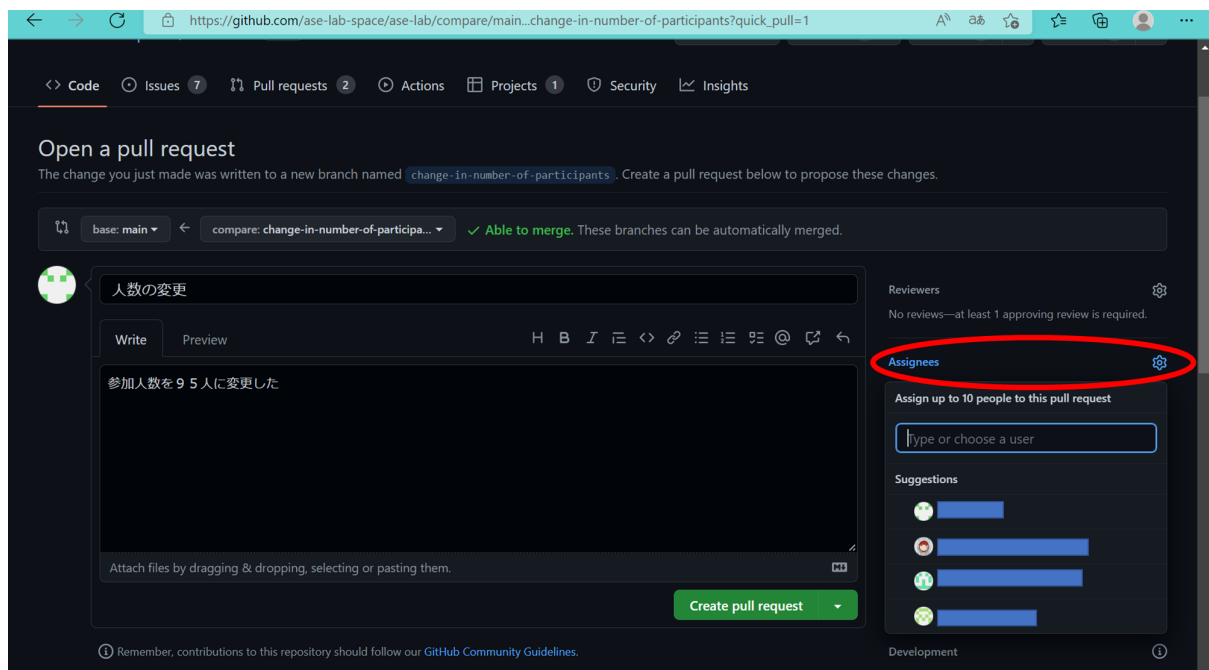 https://github.com/ase-lab-space/ase-lab/compare/main...change-in-number-of-participants?quick_pull=1
Code Issues 7 Pull requests 2 Actions Projects 1 Security Insights
Open a pull request
The change you just made was written to a new branch named change-in-number-of-participants . Create a pull request below to propose these changes.
base: main compare: change-in-number-of-participa... Able to merge. These branches can be automatically merged.
人数の変更
Reviewers
No reviews—at least 1 approving review is required.
Write Preview
Assignees
参加人数を９５人に変更した
Assign up to 10 people to this pull request
Type or choose a user
Suggestions
Attach files by dragging & dropping, selecting or pasting them.
Create pull request
Remember, contributions to this repository should follow our GitHub Community Guidelines.
Development